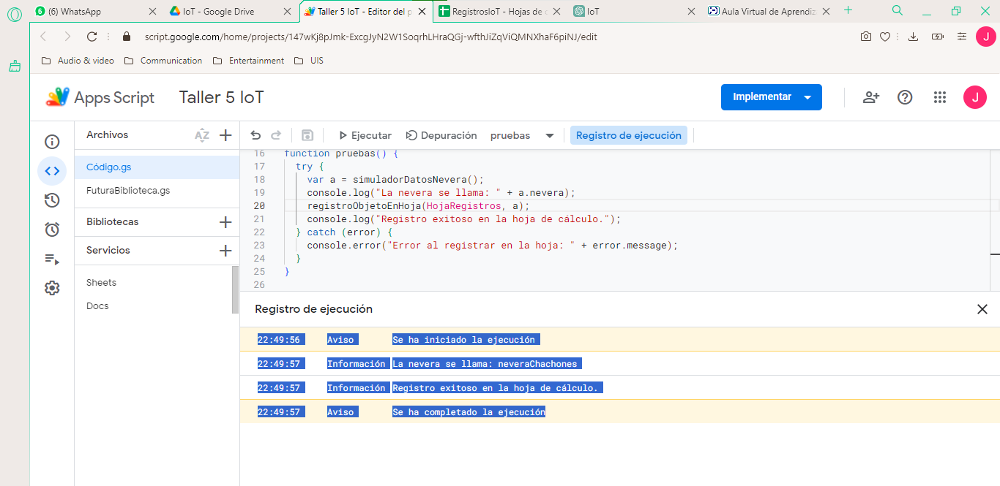 (6) WhatsApp
IoT - Google Drive
Taller 5 IoT - Editor del p
RegistrosIoT - Hojas de c
IoT
Aula Virtual de Aprendiz
script.google.com/home/projects/147wKj8pJmk-ExcgJyN2W1SoqrhLHraQGj-wfthJiZqViQMNXhaF6piNJ/edit
J
Audio & video
Communication
Entertainment
UIS
Apps Script
Taller 5 IoT
Implementar
J
Archivos
AZ
Ejecutar
Depuración
pruebas
Registro de ejecución
Código.gs
FuturaBiblioteca.gs
Bibliotecas
Servicios
Sheets
Docs
16 function pruebas() {
17 try {
18 var a = simuladorDatosNevera();
19 console.log("La nevera se llama: " + a.nevera);
20 registroObjetoEnHoja(HojaRegistros, a);
21 console.log("Registro exitoso en la hoja de cálculo.");
22 } catch (error) {
23 console.error("Error al registrar en la hoja: " + error.message);
24 }
25 }
26
Registro de ejecución
22:49:56 Aviso Se ha iniciado la ejecución
22:49:57 Información La nevera se llama: neveraChachones
22:49:57 Información Registro exitoso en la hoja de cálculo.
22:49:57 Aviso Se ha completado la ejecución